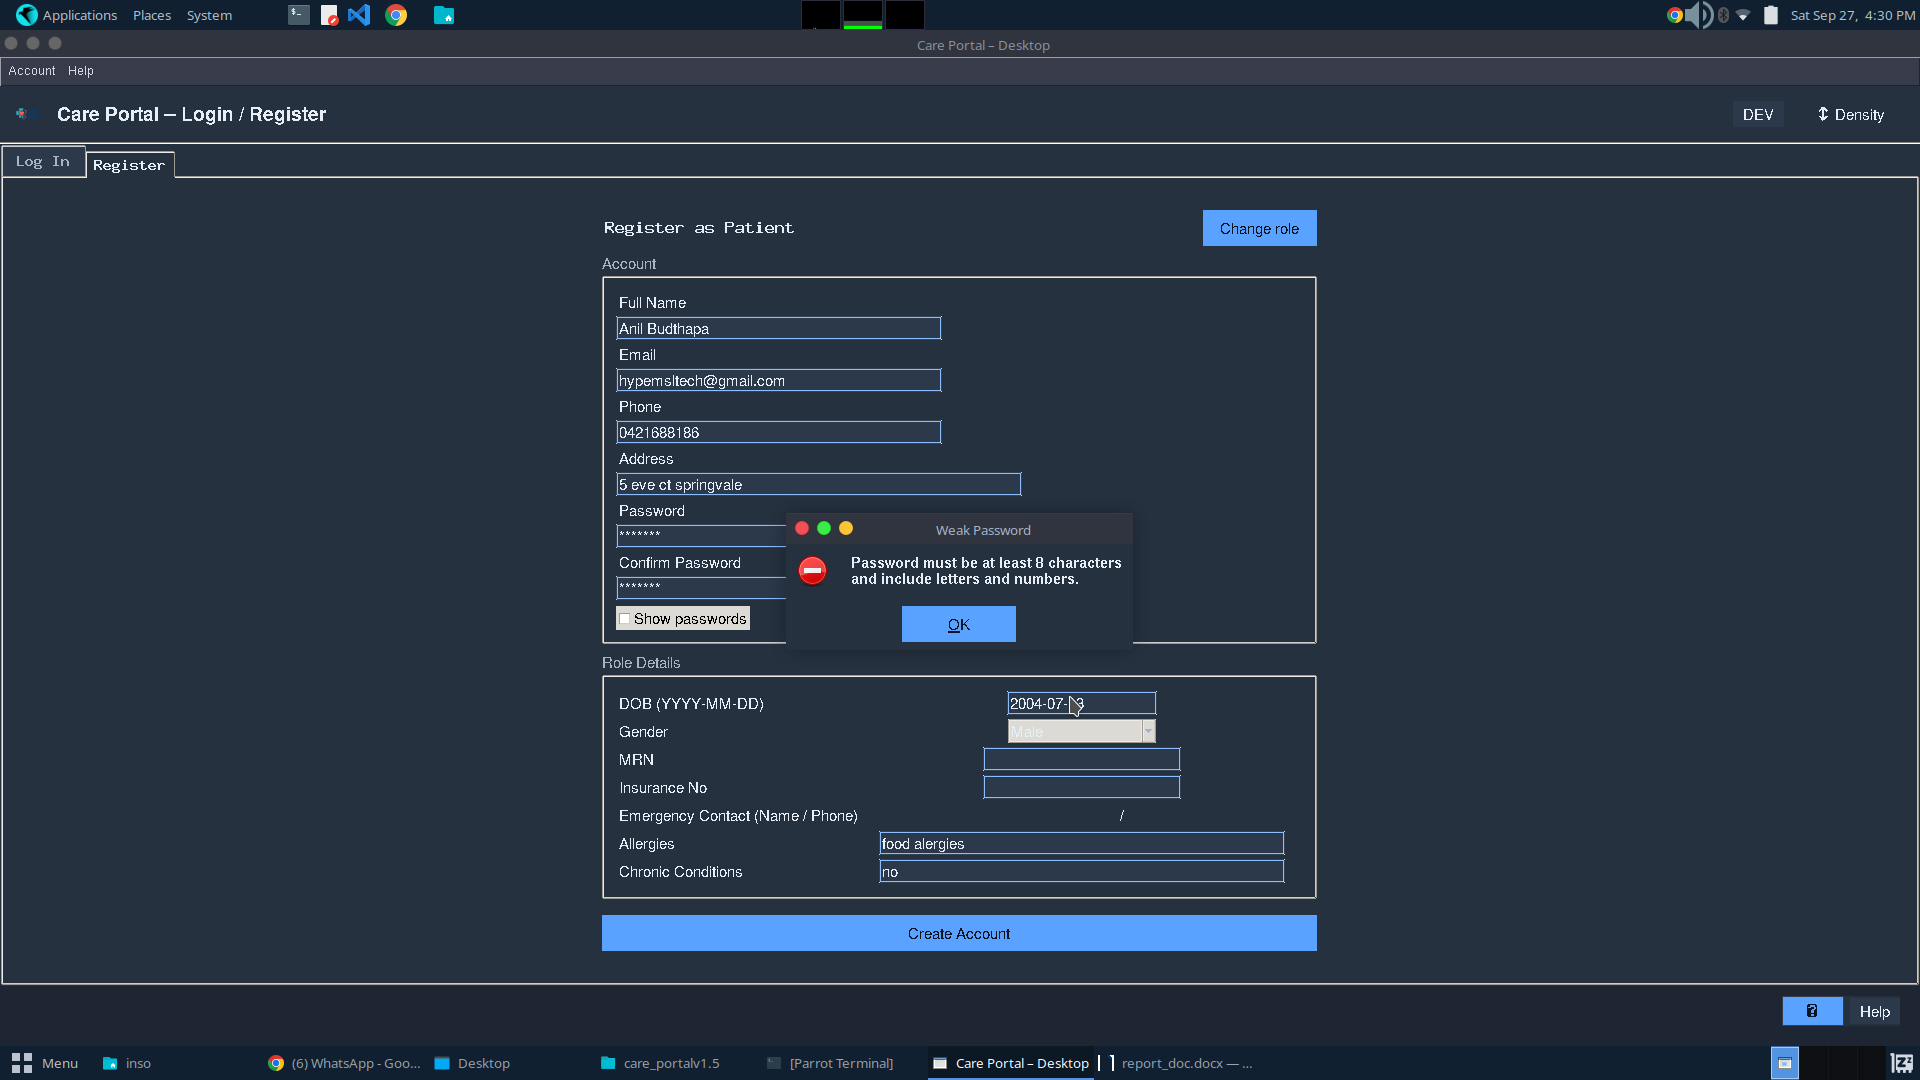 Applications Places System
Sat Sep 27, 4:30 PM
Care Portal – Desktop
Account Help
Care Portal – Login / Register
DEV
Density
Log In
Register
Register as Patient
Change role
Account
Full Name
Anil Budthapa
Email
hypemsltech@gmail.com
Phone
0421688186
Address
5 eve ct springvale
Password
*******
Confirm Password
*******
Show passwords
Weak Password
Password must be at least 8 characters
and include letters and numbers.
OK
Role Details
DOB (YYYY-MM-DD)
2004-07-
Gender
Male
MRN
Insurance No
Emergency Contact (Name / Phone)
/
Allergies
food alergies
Chronic Conditions
no
Create Account
?
Help
Menu
inso
(6) WhatsApp - Goo...
Desktop
care_portalv1.5
[Parrot Terminal]
Care Portal – Desktop
report_doc.docx — ...